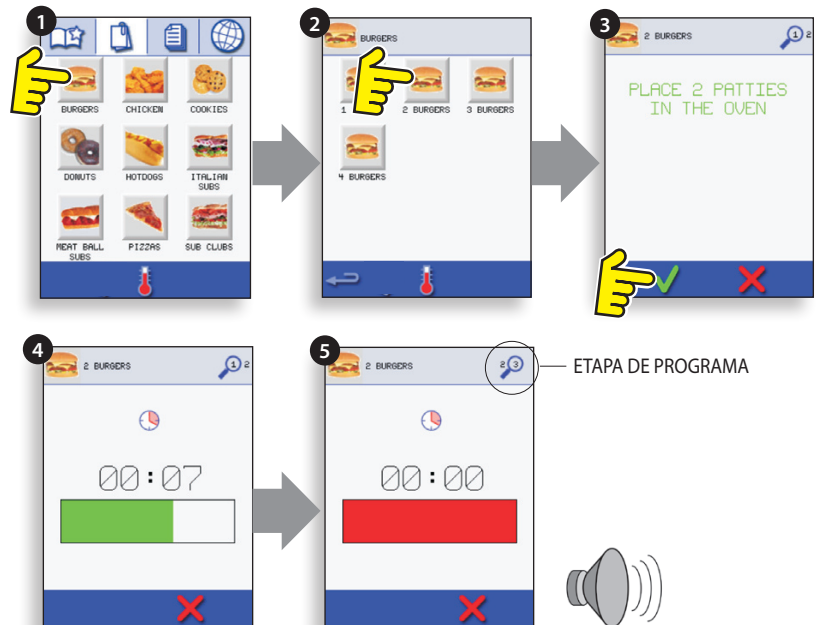 1
BURGERS
CHICKEN
COOKIES
DONUTS
HOTDOGS
ITALIAN
SUBS
MEAT BALL
SUBS
PIZZAS
SUB CLUBS
2
BURGERS
1
2 BURGERS
3 BURGERS
4 BURGERS
3
2 BURGERS
1 2
PLACE 2 PATTIES
IN THE OVEN
4
2 BURGERS
1 2
00:07
5
2 BURGERS
2 3
ETAPA DE PROGRAMA
00:00